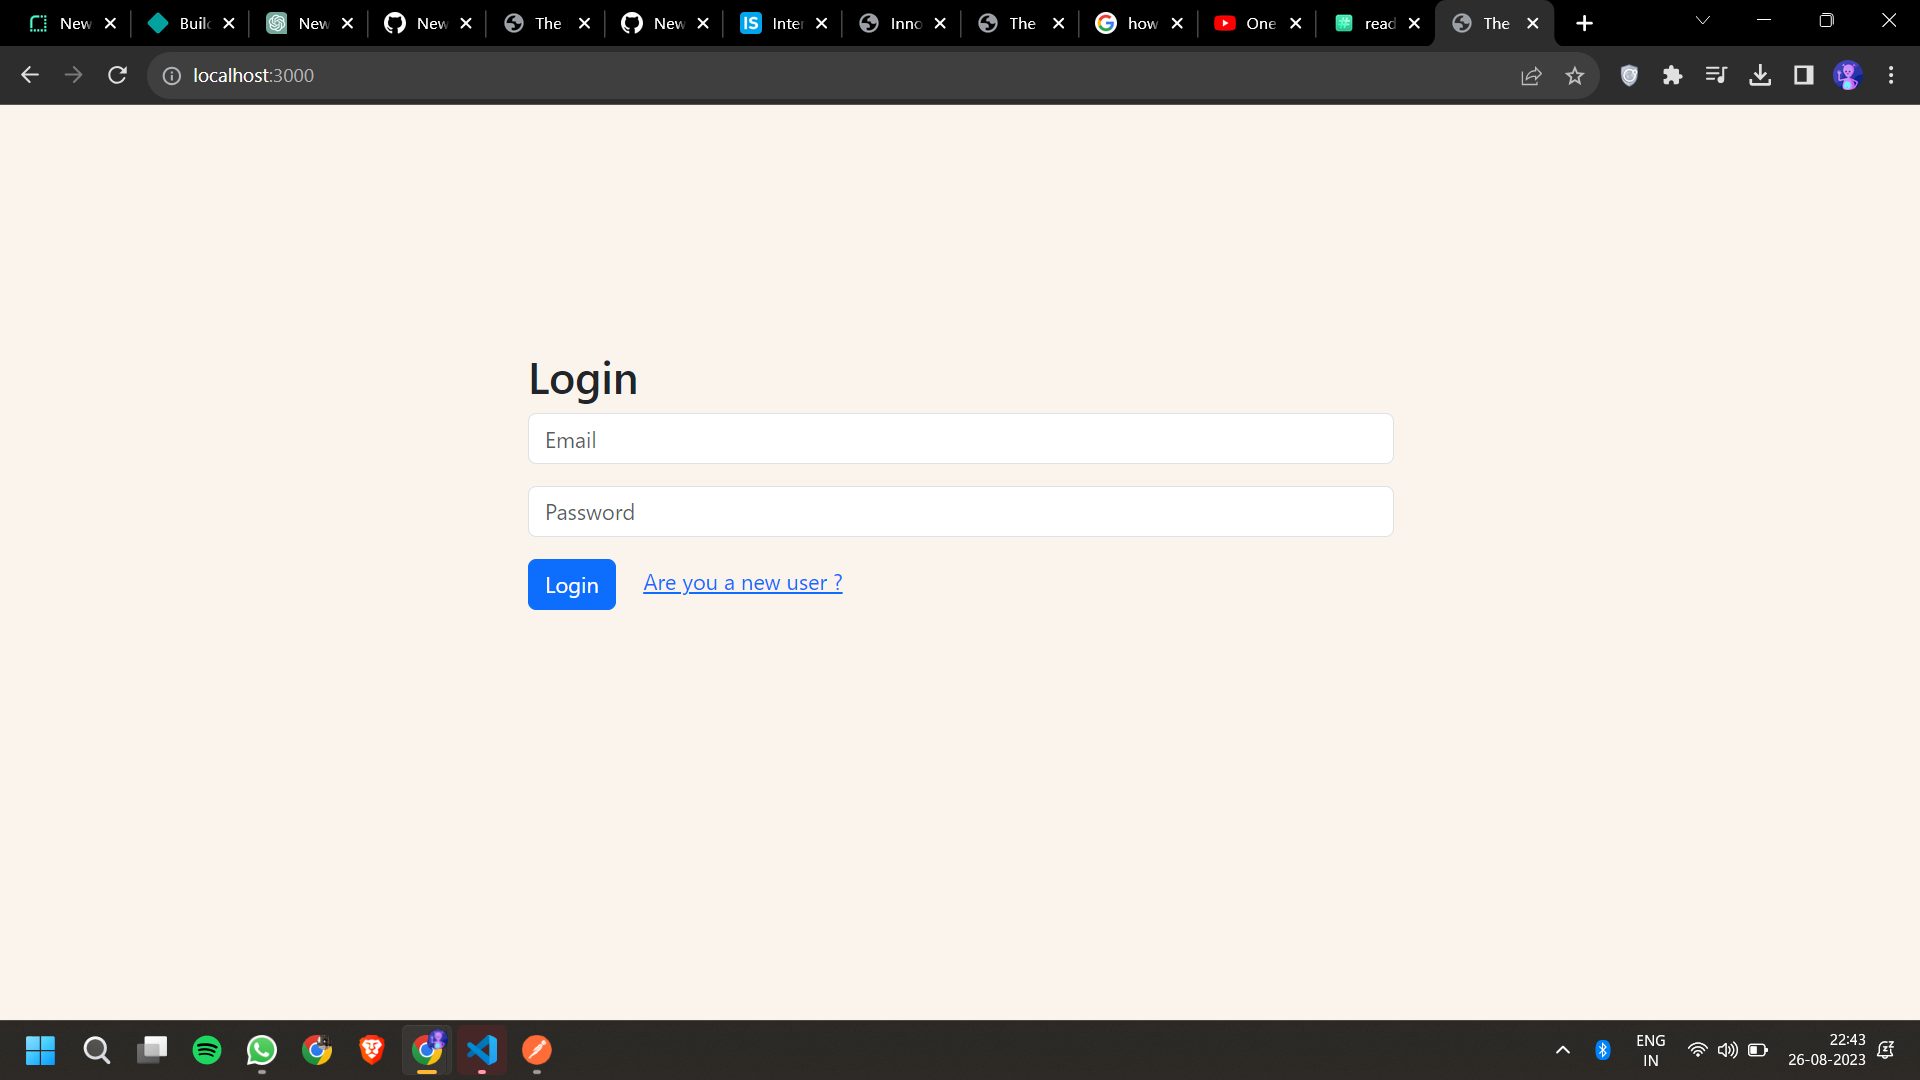 New
Build
New
New
The
New
IS
Inter
Inno
The
how
One
read
The
localhost:3000
Login
Email
Password
Login Are you a new user ?
ENG
IN
22:43
26-08-2023